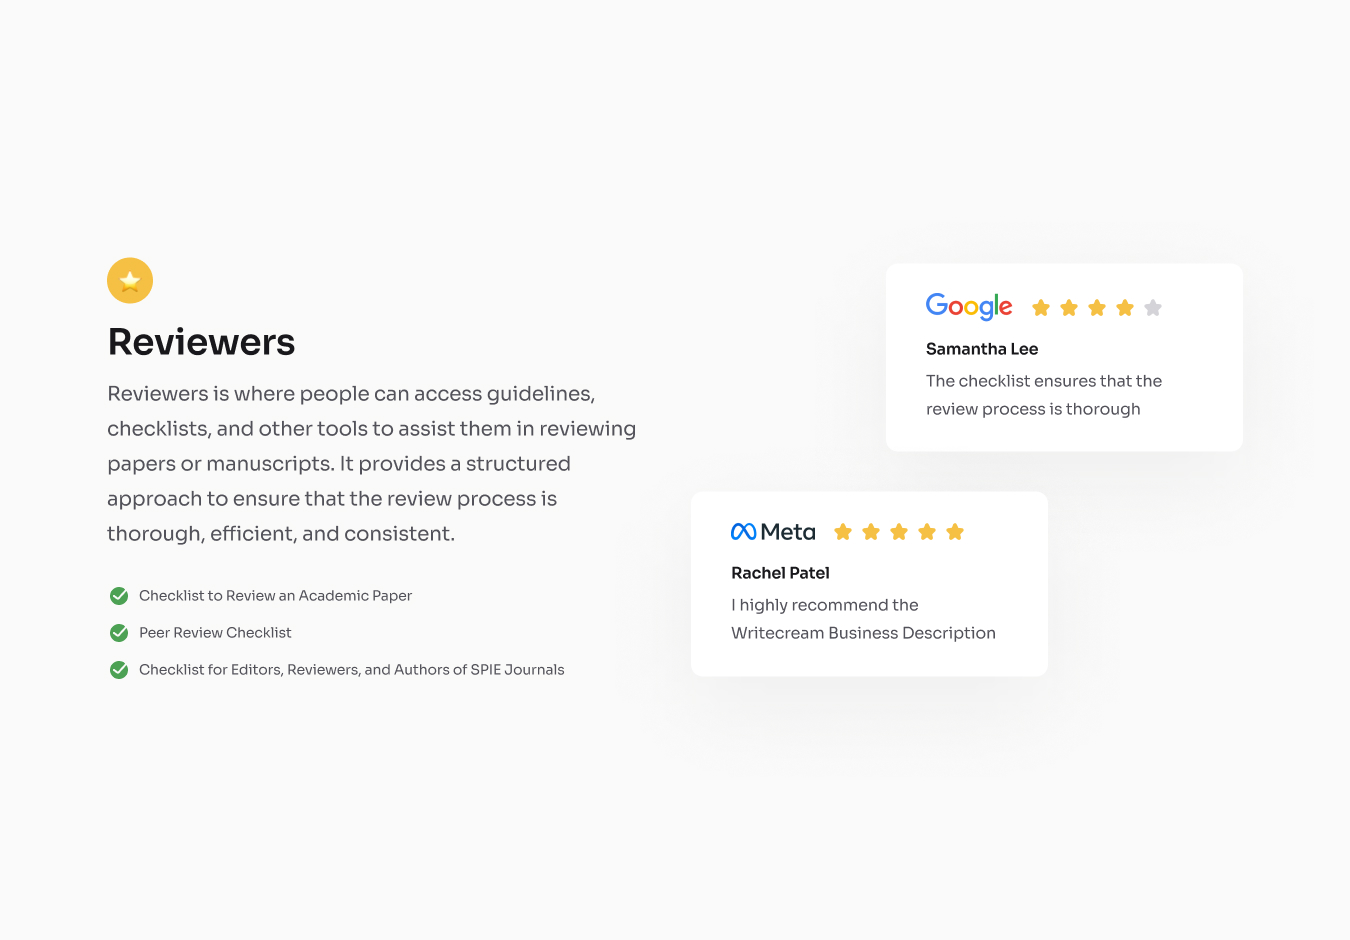 Reviewers
Reviewers is where people can access guidelines,
checklists, and other tools to assist them in reviewing
papers or manuscripts. It provides a structured
approach to ensure that the review process is
thorough, efficient, and consistent.
Checklist to Review an Academic Paper
Peer Review Checklist
Checklist for Editors, Reviewers, and Authors of SPIE Journals
Google
Samantha Lee
The checklist ensures that the
review process is thorough
Meta
Rachel Patel
I highly recommend the
Writecream Business Description